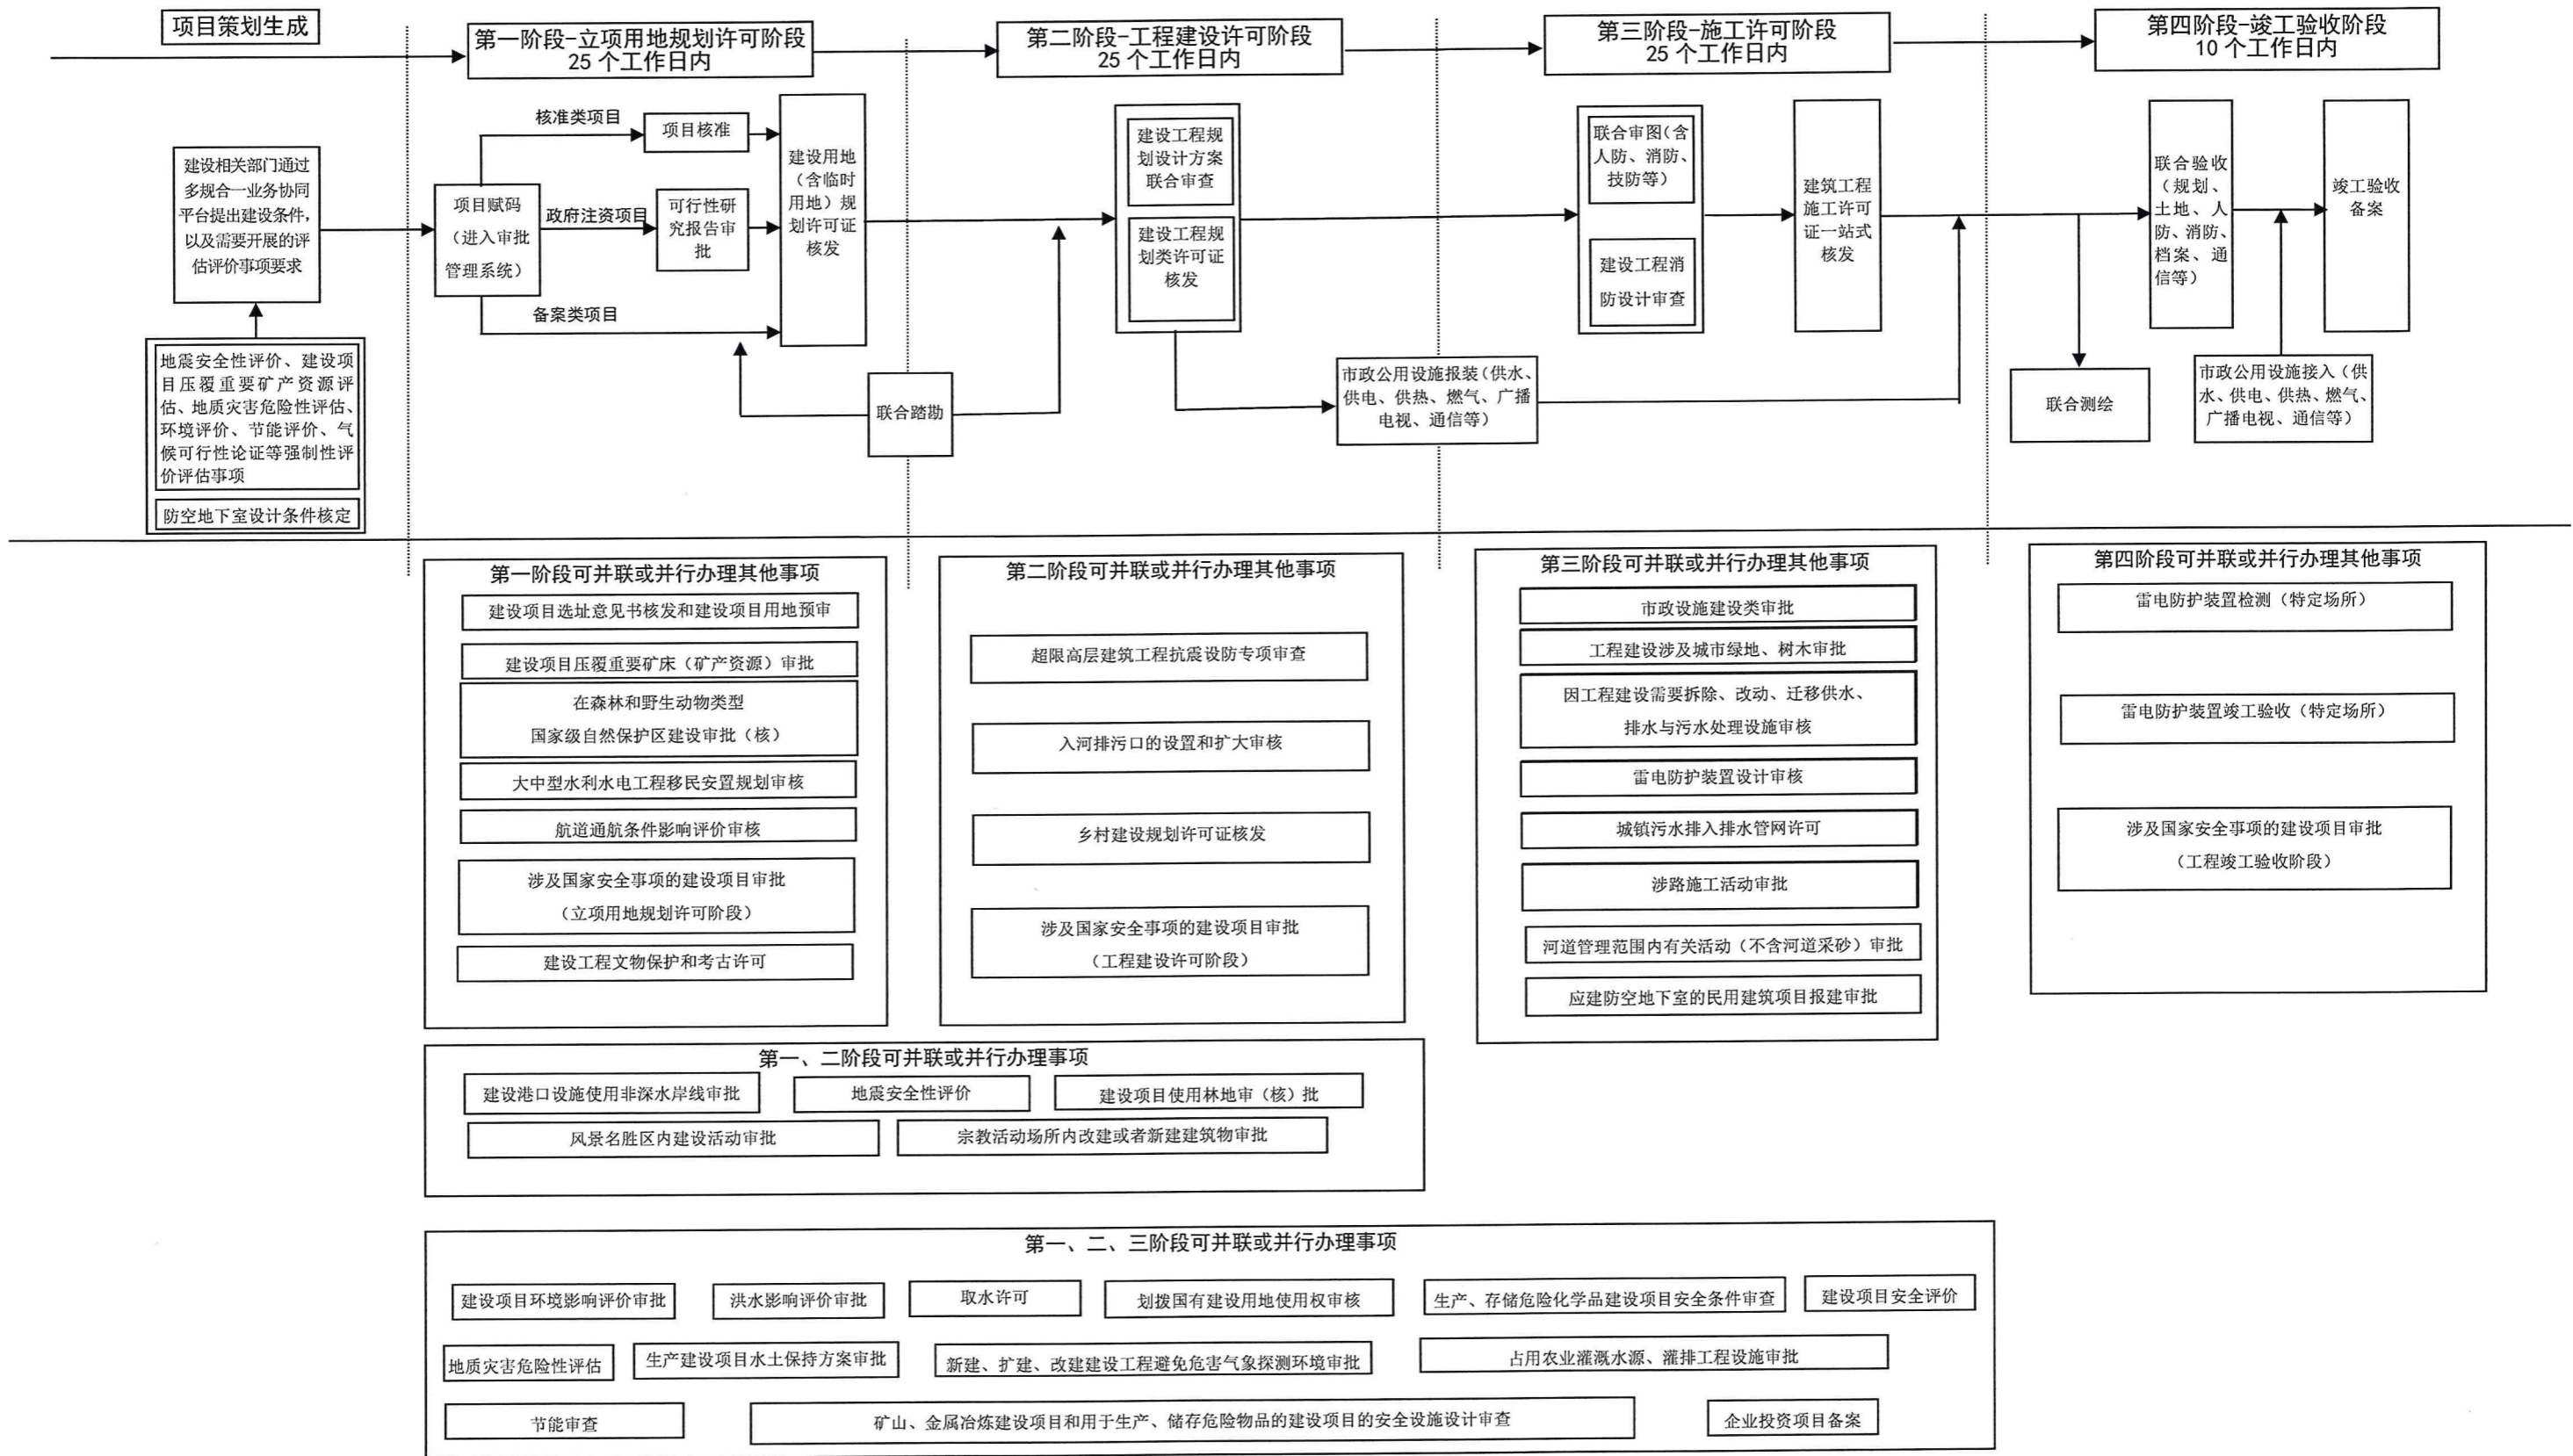 项目策划生成
第一阶段-立项用地规划许可阶段
25 个工作日内
第二阶段-工程建设许可阶段
25 个工作日内
第三阶段-施工许可阶段
25 个工作日内
第四阶段-竣工验收阶段
10 个工作日内
建设相关部门通过
多规合一业务协同
平台提出建设条件，
以及需要开展的评
估评价事项要求
地震安全性评价、建设项
目压覆重要矿产资源评
估、地质灾害危险性评估、
环境评价、节能评价、气
候可行性论证等强制性评
价评估事项
防空地下室设计条件核定
项目赋码
（进入审批
管理系统）
核准类项目
项目核准
政府注资项目
可行性研
究报告审
批
备案类项目
建设用地
（含临时
用地）规
划许可证
核发
联合踏勘
建设工程规
划设计方案
联合审查
建设工程规
划类许可证
核发
市政公用设施报装（供水、
供电、供热、燃气、广播
电视、通信等）
联合审图（含
人防、消防、
技防等）
建设工程消
防设计审查
建筑工程
施工许可
证一站式
核发
联合测绘
联合验收
（规划、
土地、人
防、消防、
档案、通
信等）
市政公用设施接入（供
水、供电、供热、燃气、
广播电视、通信等）
竣工验收
备案
第一阶段可并联或并行办理其他事项
建设项目选址意见书核发和建设项目用地预审
建设项目压覆重要矿床（矿产资源）审批
在森林和野生动物类型
国家级自然保护区建设审批（核）
大中型水利水电工程移民安置规划审核
航道通航条件影响评价审核
涉及国家安全事项的建设项目审批
（立项用地规划许可阶段）
建设工程文物保护和考古许可
第二阶段可并联或并行办理其他事项
超限高层建筑工程抗震设防专项审查
入河排污口的设置和扩大审核
乡村建设规划许可证核发
涉及国家安全事项的建设项目审批
（工程建设许可阶段）
第三阶段可并联或并行办理其他事项
市政设施建设类审批
工程建设涉及城市绿地、树木审批
因工程建设需要拆除、改动、迁移供水、
排水与污水处理设施审核
雷电防护装置设计审核
城镇污水排入排水管网许可
涉路施工活动审批
河道管理范围内有关活动（不含河道采砂）审批
应建防空地下室的民用建筑项目报建审批
第四阶段可并联或并行办理其他事项
雷电防护装置检测（特定场所）
雷电防护装置竣工验收（特定场所）
涉及国家安全事项的建设项目审批
（工程竣工验收阶段）
第一、二阶段可并联或并行办理事项
建设港口设施使用非深水岸线审批
地震安全性评价
建设项目使用林地审（核）批
风景名胜区内建设活动审批
宗教活动场所内改建或者新建建筑物审批
第一、二、三阶段可并联或并行办理事项
建设项目环境影响评价审批
洪水影响评价审批
取水许可
划拨国有建设用地使用权审核
生产、存储危险化学品建设项目安全条件审查
建设项目安全评价
地质灾害危险性评估
生产建设项目水土保持方案审批
新建、扩建、改建建设工程避免危害气象探测环境审批
占用农业灌溉水源、灌排工程设施审批
节能审查
矿山、金属冶炼建设项目和用于生产、储存危险物品的建设项目的安全设施设计审查
企业投资项目备案